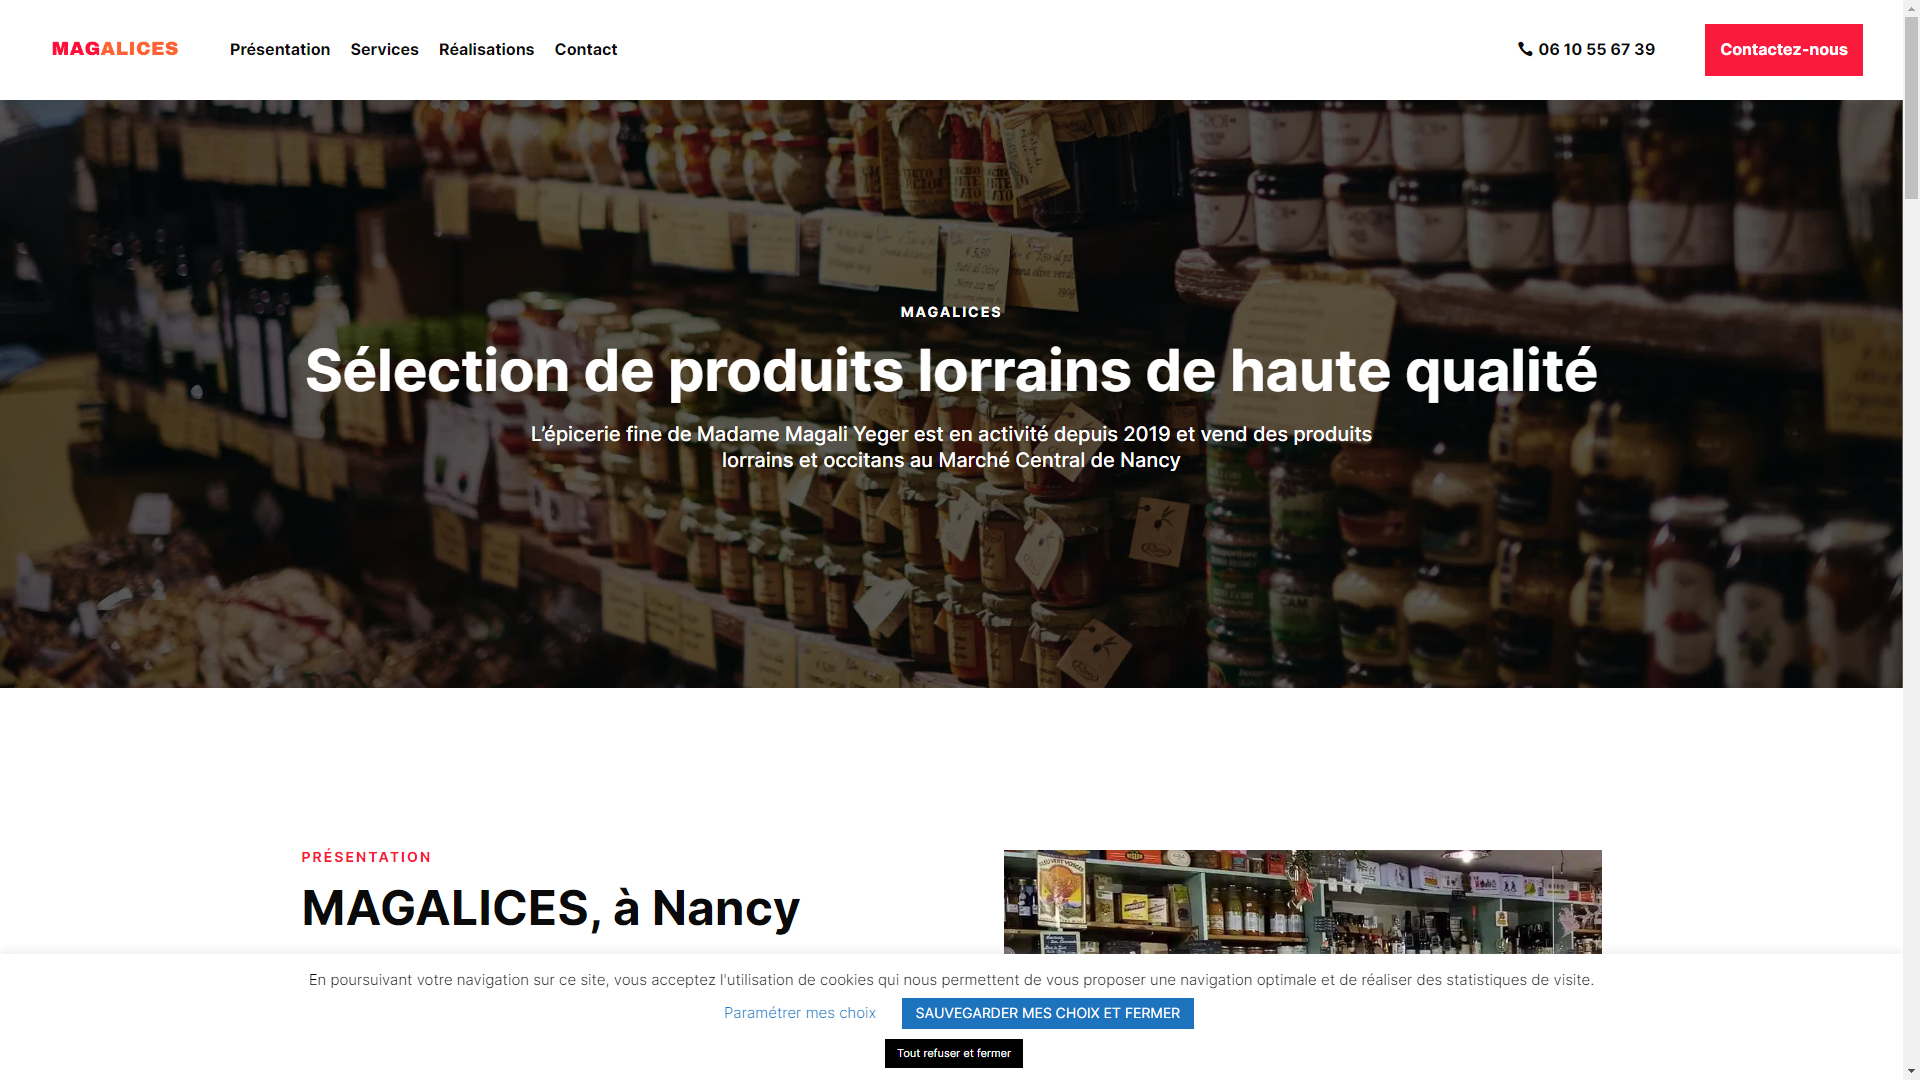 MAGALICES
Présentation Services Réalisations Contact
06 10 55 67 39
Contactez-nous
MAGALICES
Sélection de produits lorrains de haute qualité
L’épicerie fine de Madame Magali Yeger est en activité depuis 2019 et vend des produits
lorrains et occitans au Marché Central de Nancy
PRÉSENTATION
MAGALICES, à Nancy
En poursuivant votre navigation sur ce site, vous acceptez l'utilisation de cookies qui nous permettent de vous proposer une navigation optimale et de réaliser des statistiques de visite.
Paramétrer mes choix
SAUVEGARDER MES CHOIX ET FERMER
Tout refuser et fermer